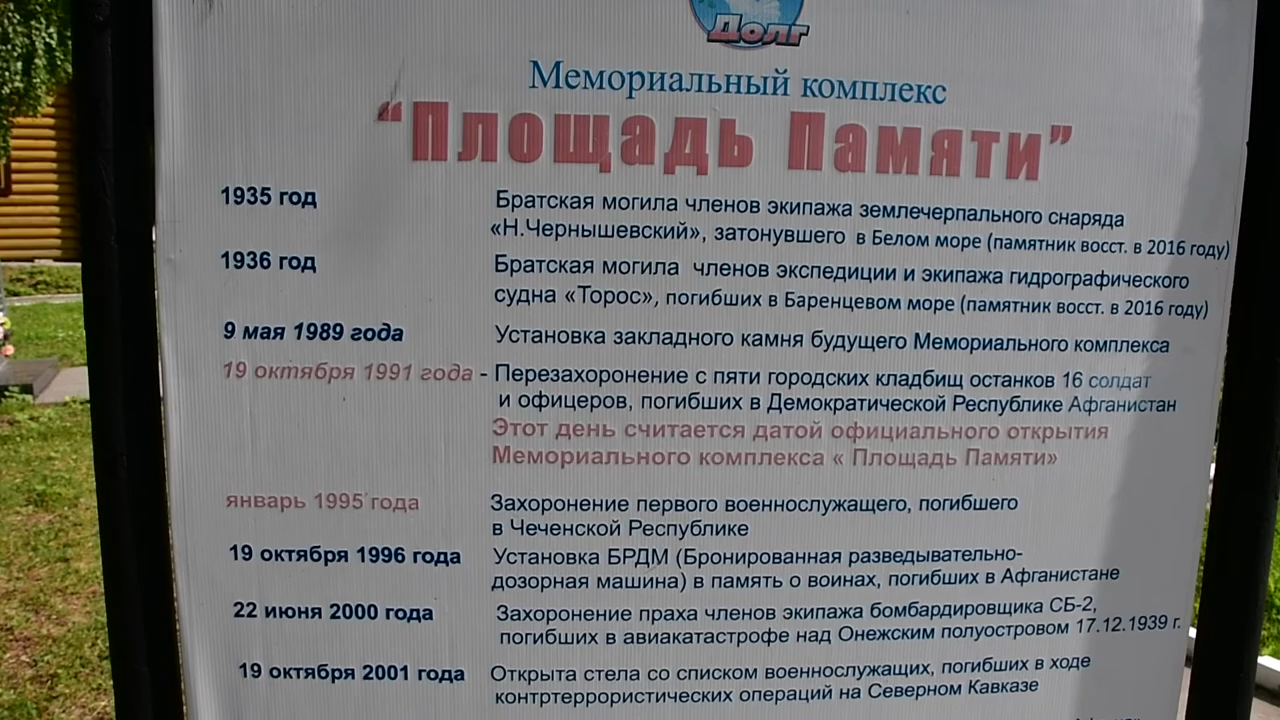 Долг
Мемориальный комплекс
“Площадь Памяти”
1935 год Братская могила членов экипажа землечерпального снаряда
«Н.Чернышевский», затонувшего в Белом море (памятник восст. в 2016 году)
1936 год Братская могила членов экспедиции и экипажа гидрографического
судна «Торос», погибших в Баренцевом море (памятник восст. в 2016 году)
9 мая 1989 года Установка закладного камня будущего Мемориального комплекса
19 октября 1991 года - Перезахоронение с пяти городских кладбищ останков 16 солдат
и офицеров, погибших в Демократической Республике Афганистан
Этот день считается датой официального открытия
Мемориального комплекса « Площадь Памяти»
январь 1995 года Захоронение первого военнослужащего, погибшего
в Чеченской Республике
19 октября 1996 года Установка БРДМ (Бронированная разведывательно-
дозорная машина) в память о воинах, погибших в Афганистане
22 июня 2000 года Захоронение праха членов экипажа бомбардировщика СБ-2,
погибших в авиакатастрофе над Онежским полуостровом 17.12.1939 г.
19 октября 2001 года Открыта стела со списком военнослужащих, погибших в ходе
контртеррористических операций на Северном Кавказе